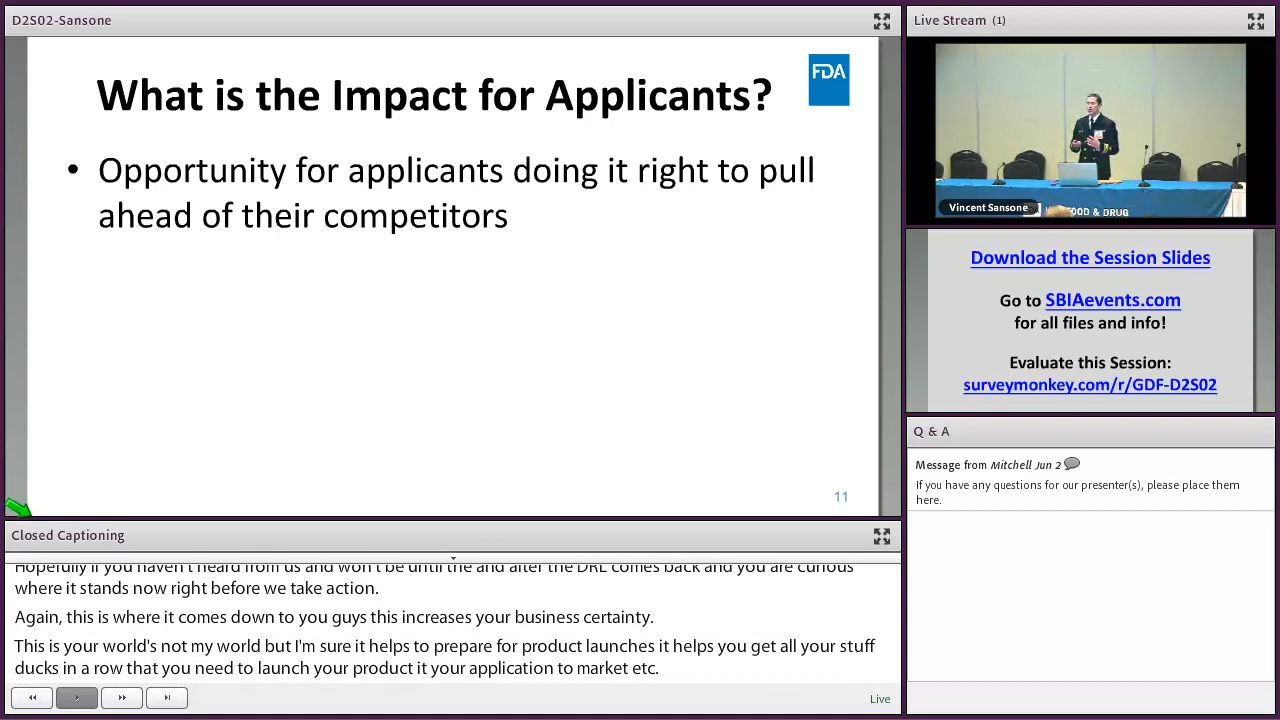 D2S02-Sansone
What is the Impact for Applicants?
FDA
• Opportunity for applicants doing it right to pull
ahead of their competitors
11
Closed Captioning
Hopefully if you haven't heard from us and won't be until the and after the DRL comes back and you are curious
where it stands now right before we take action.
Again, this is where it comes down to you guys this increases your business certainty.
This is your world's not my world but I'm sure it helps to prepare for product launches it helps you get all your stuff
ducks in a row that you need to launch your product it your application to market etc.
Live
Live Stream (1)
Vincent Sansone
FOOD & DRUG
Download the Session Slides
Go to SBIAevents.com
for all files and info!
Evaluate this Session:
surveymonkey.com/r/GDF-D2S02
Q & A
Message from Mitchell Jun 2
If you have any questions for our presenter(s), please place them
here.